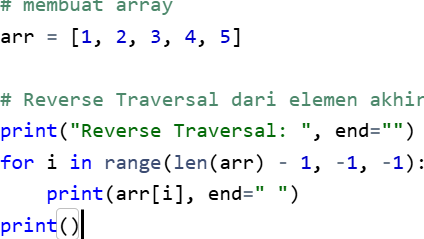 # membuat array
arr = [1, 2, 3, 4, 5]
# Reverse Traversal dari elemen akhir
print("Reverse Traversal: ", end="")
for i in range(len(arr) - 1, -1, -1):
    print(arr[i], end=" ")
print()